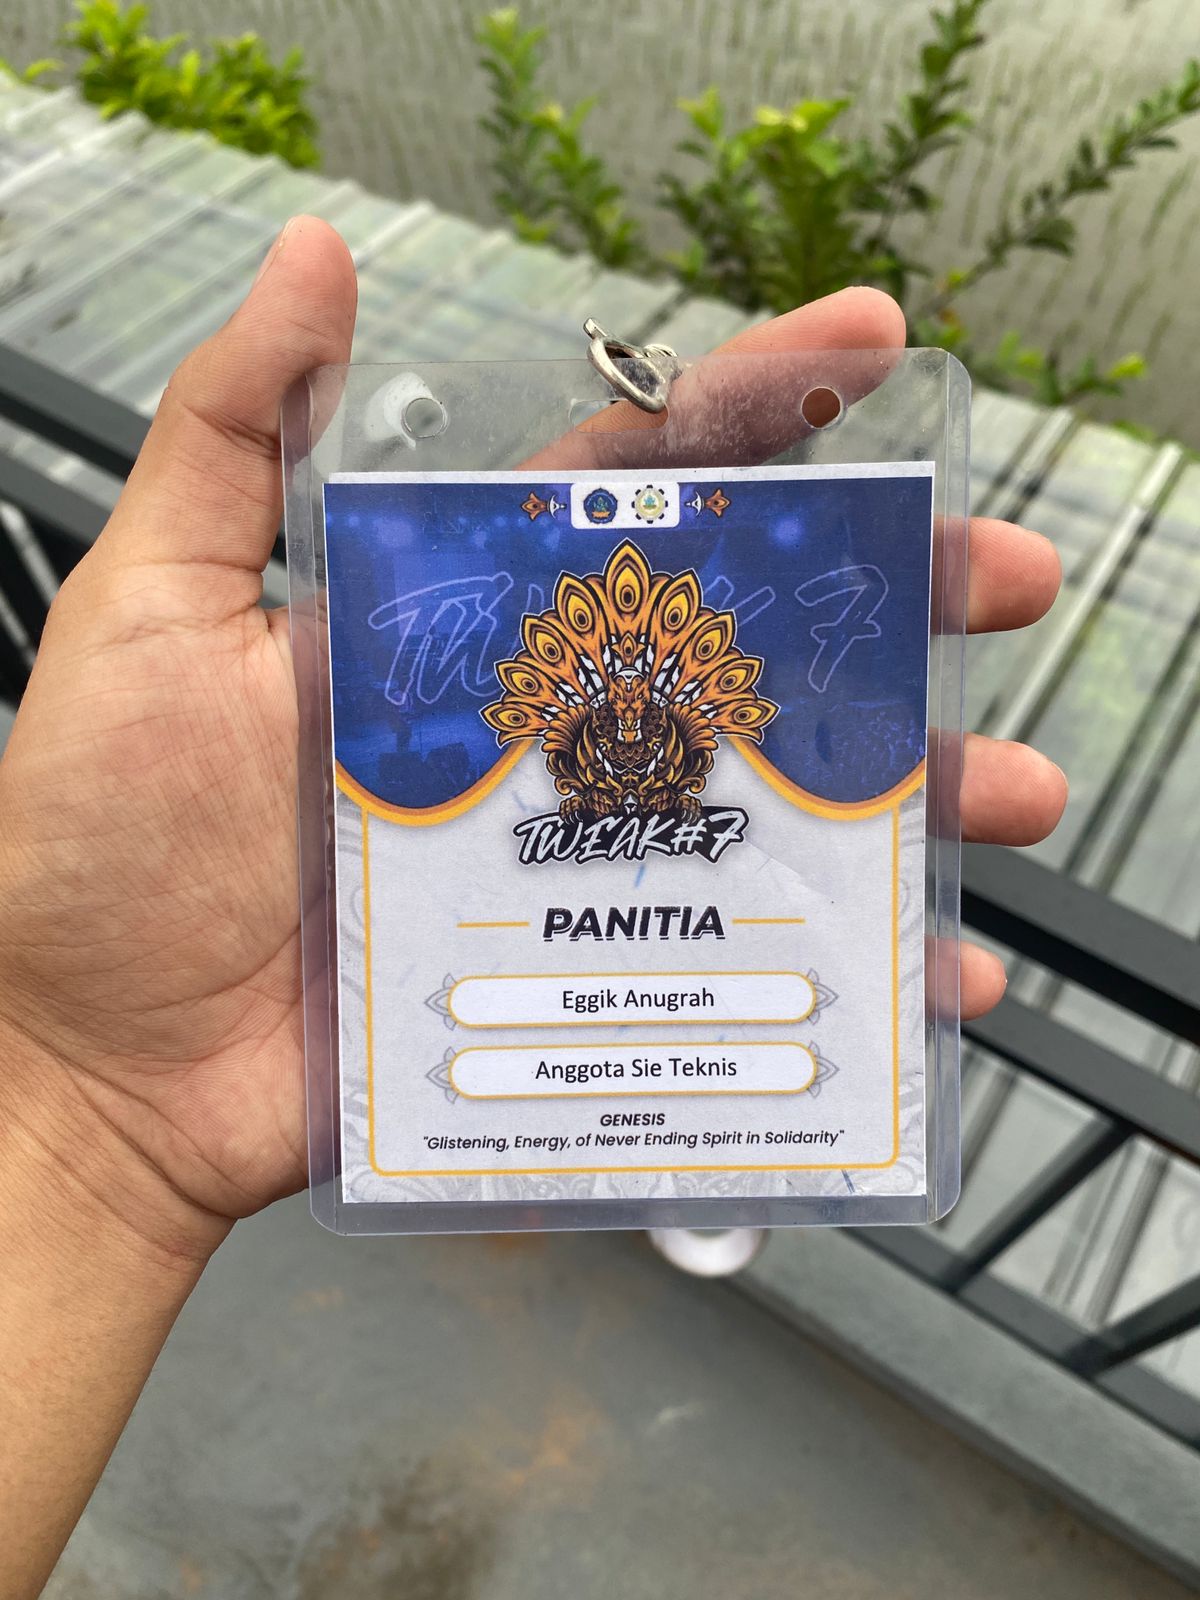 TWEAK#7
PANITIA
Eggik Anugrah
Anggota Sie Teknis
GENESIS
"Glistening, Energy, of Never Ending Spirit in Solidarity"